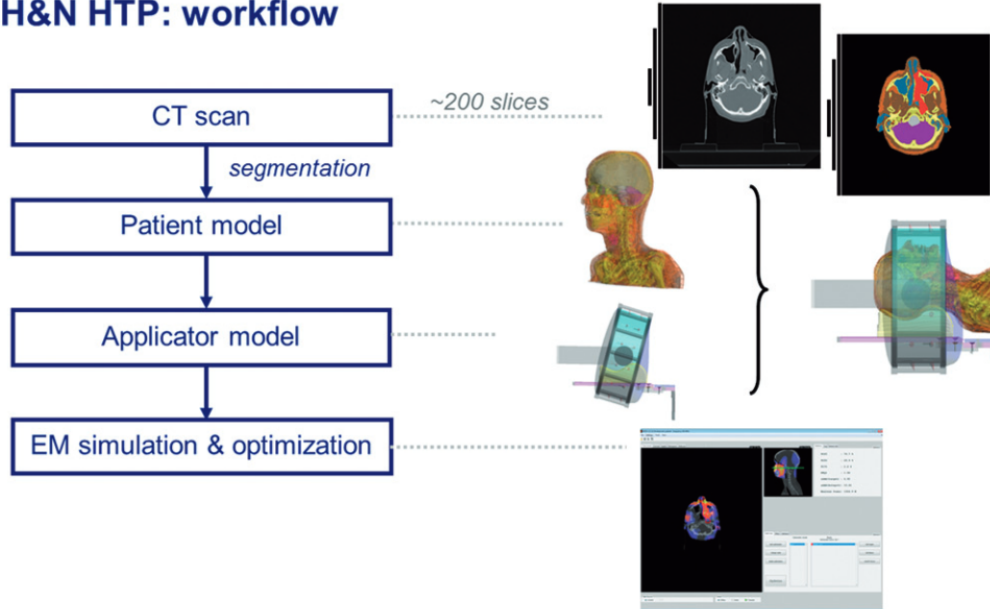 H&N HTP: workflow
CT scan
~200 slices
segmentation
Patient model
Applicator model
EM simulation & optimization